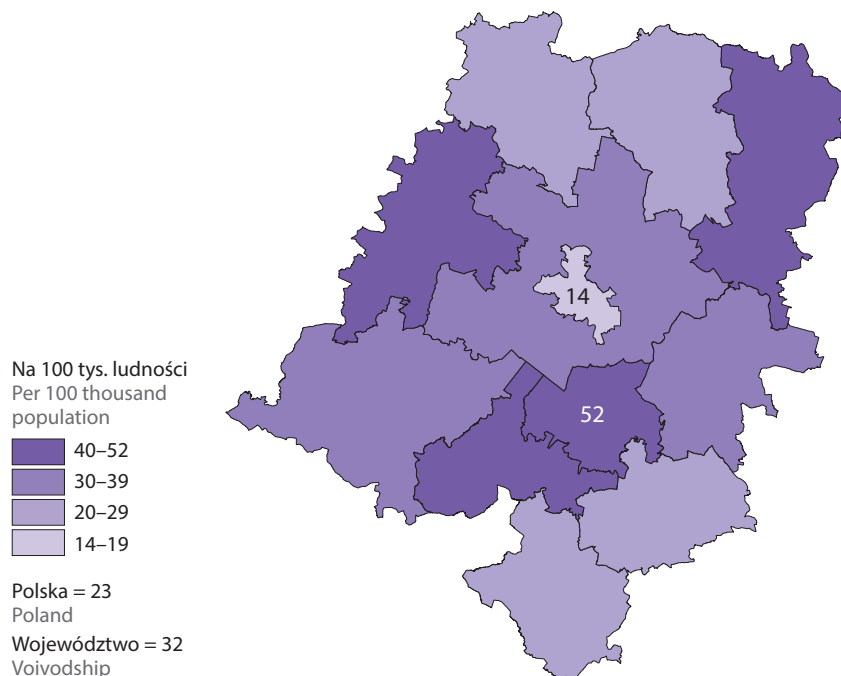 14
52
Na 100 tys. ludności
Per 100 thousand
population
40–52
30–39
20–29
14–19
Polska = 23
Poland
Województwo = 32
Voivodship